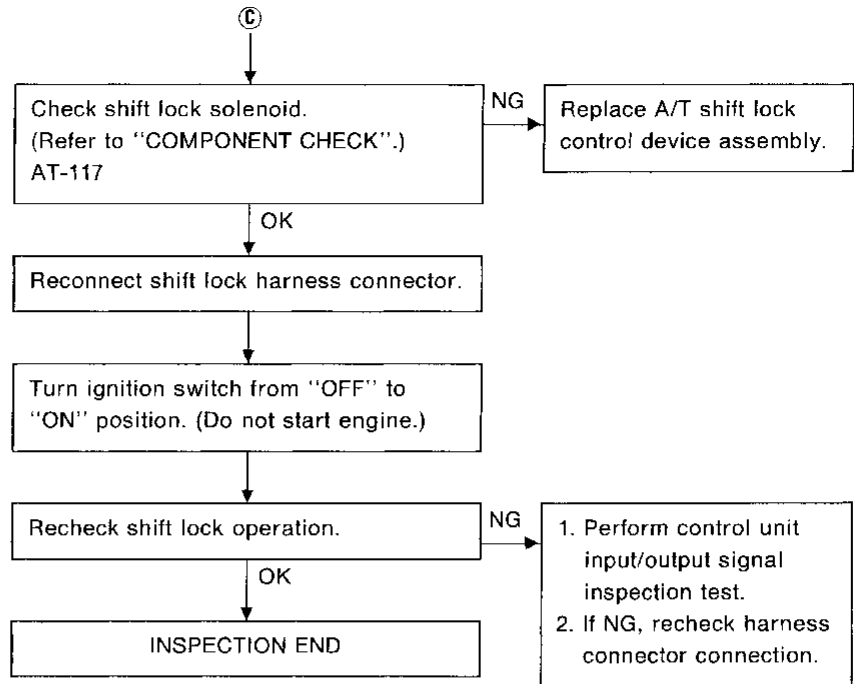 C
Check shift lock solenoid.
(Refer to "COMPONENT CHECK".)
AT-117
NG
Replace A/T shift lock
control device assembly.
OK
Reconnect shift lock harness connector.
Turn ignition switch from "OFF" to
"ON" position. (Do not start engine.)
Recheck shift lock operation.
NG
1. Perform control unit
input/output signal
inspection test.
2. If NG, recheck harness
connector connection.
OK
INSPECTION END